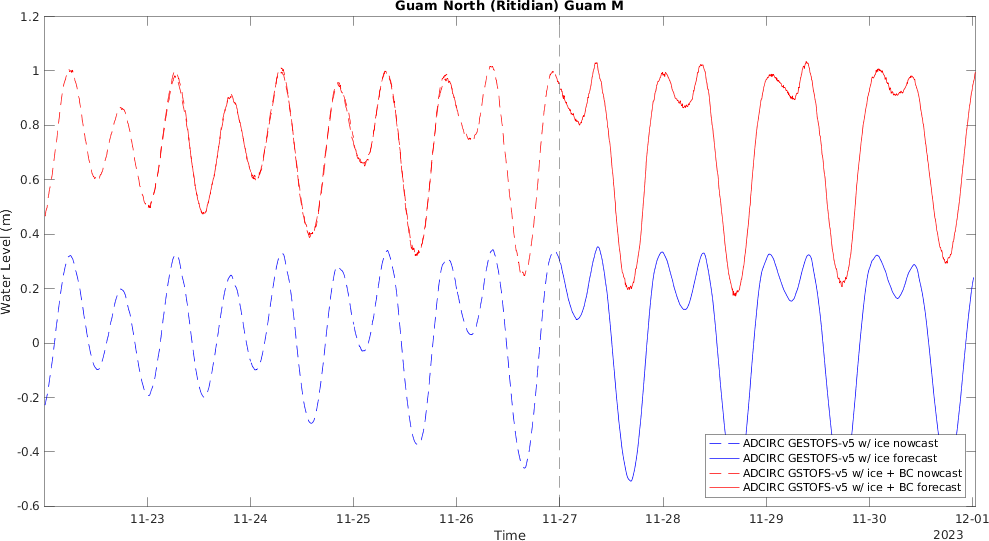 Guam North (Ritidian) Guam M
1.2
1
0.8
0.6
0.4
0.2
0
-0.2
-0.4
-0.6
Water Level (m)
ADCIRC GESTOFS-v5 w/ ice nowcast
ADCIRC GESTOFS-v5 w/ ice forecast
ADCIRC GSTOFS-v5 w/ ice + BC nowcast
ADCIRC GSTOFS-v5 w/ ice + BC forecast
11-23 11-24 11-25 11-26 11-27 11-28 11-29 11-30 12-01
Time
2023